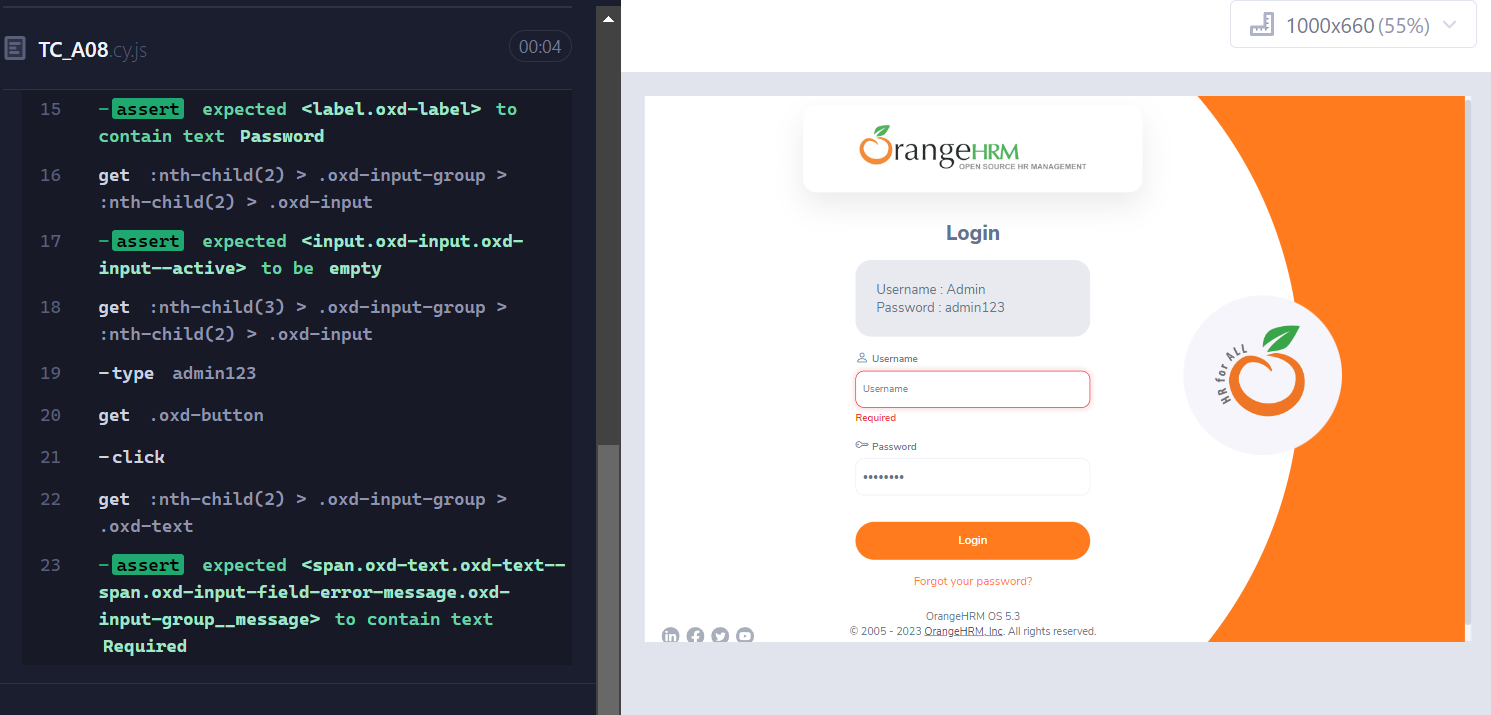 TC_A08.cy.js
00:04
15 -assert expected <label.oxd-label> to
contain text Password
16 get :nth-child(2) > .oxd-input-group >
:nth-child(2) > .oxd-input
17 -assert expected <input.oxd-input.oxd-
input--active> to be empty
18 get :nth-child(3) > .oxd-input-group >
:nth-child(2) > .oxd-input
19 -type admin123
20 get .oxd-button
21 -click
22 get :nth-child(2) > .oxd-input-group >
.oxd-text
23 -assert expected <span.oxd-text.oxd-text--
span.oxd-input-field-error-message.oxd-
input-group__message> to contain text
Required
1000x660 (55%)
OrangeHRM
OPEN SOURCE HR MANAGEMENT
Login
Username : Admin
Password : admin123
Username
Username
Required
Password
••••••••
Login
Forgot your password?
OrangeHRM OS 5.3
© 2005 - 2023 OrangeHRM, Inc. All rights reserved.
HR for ALL